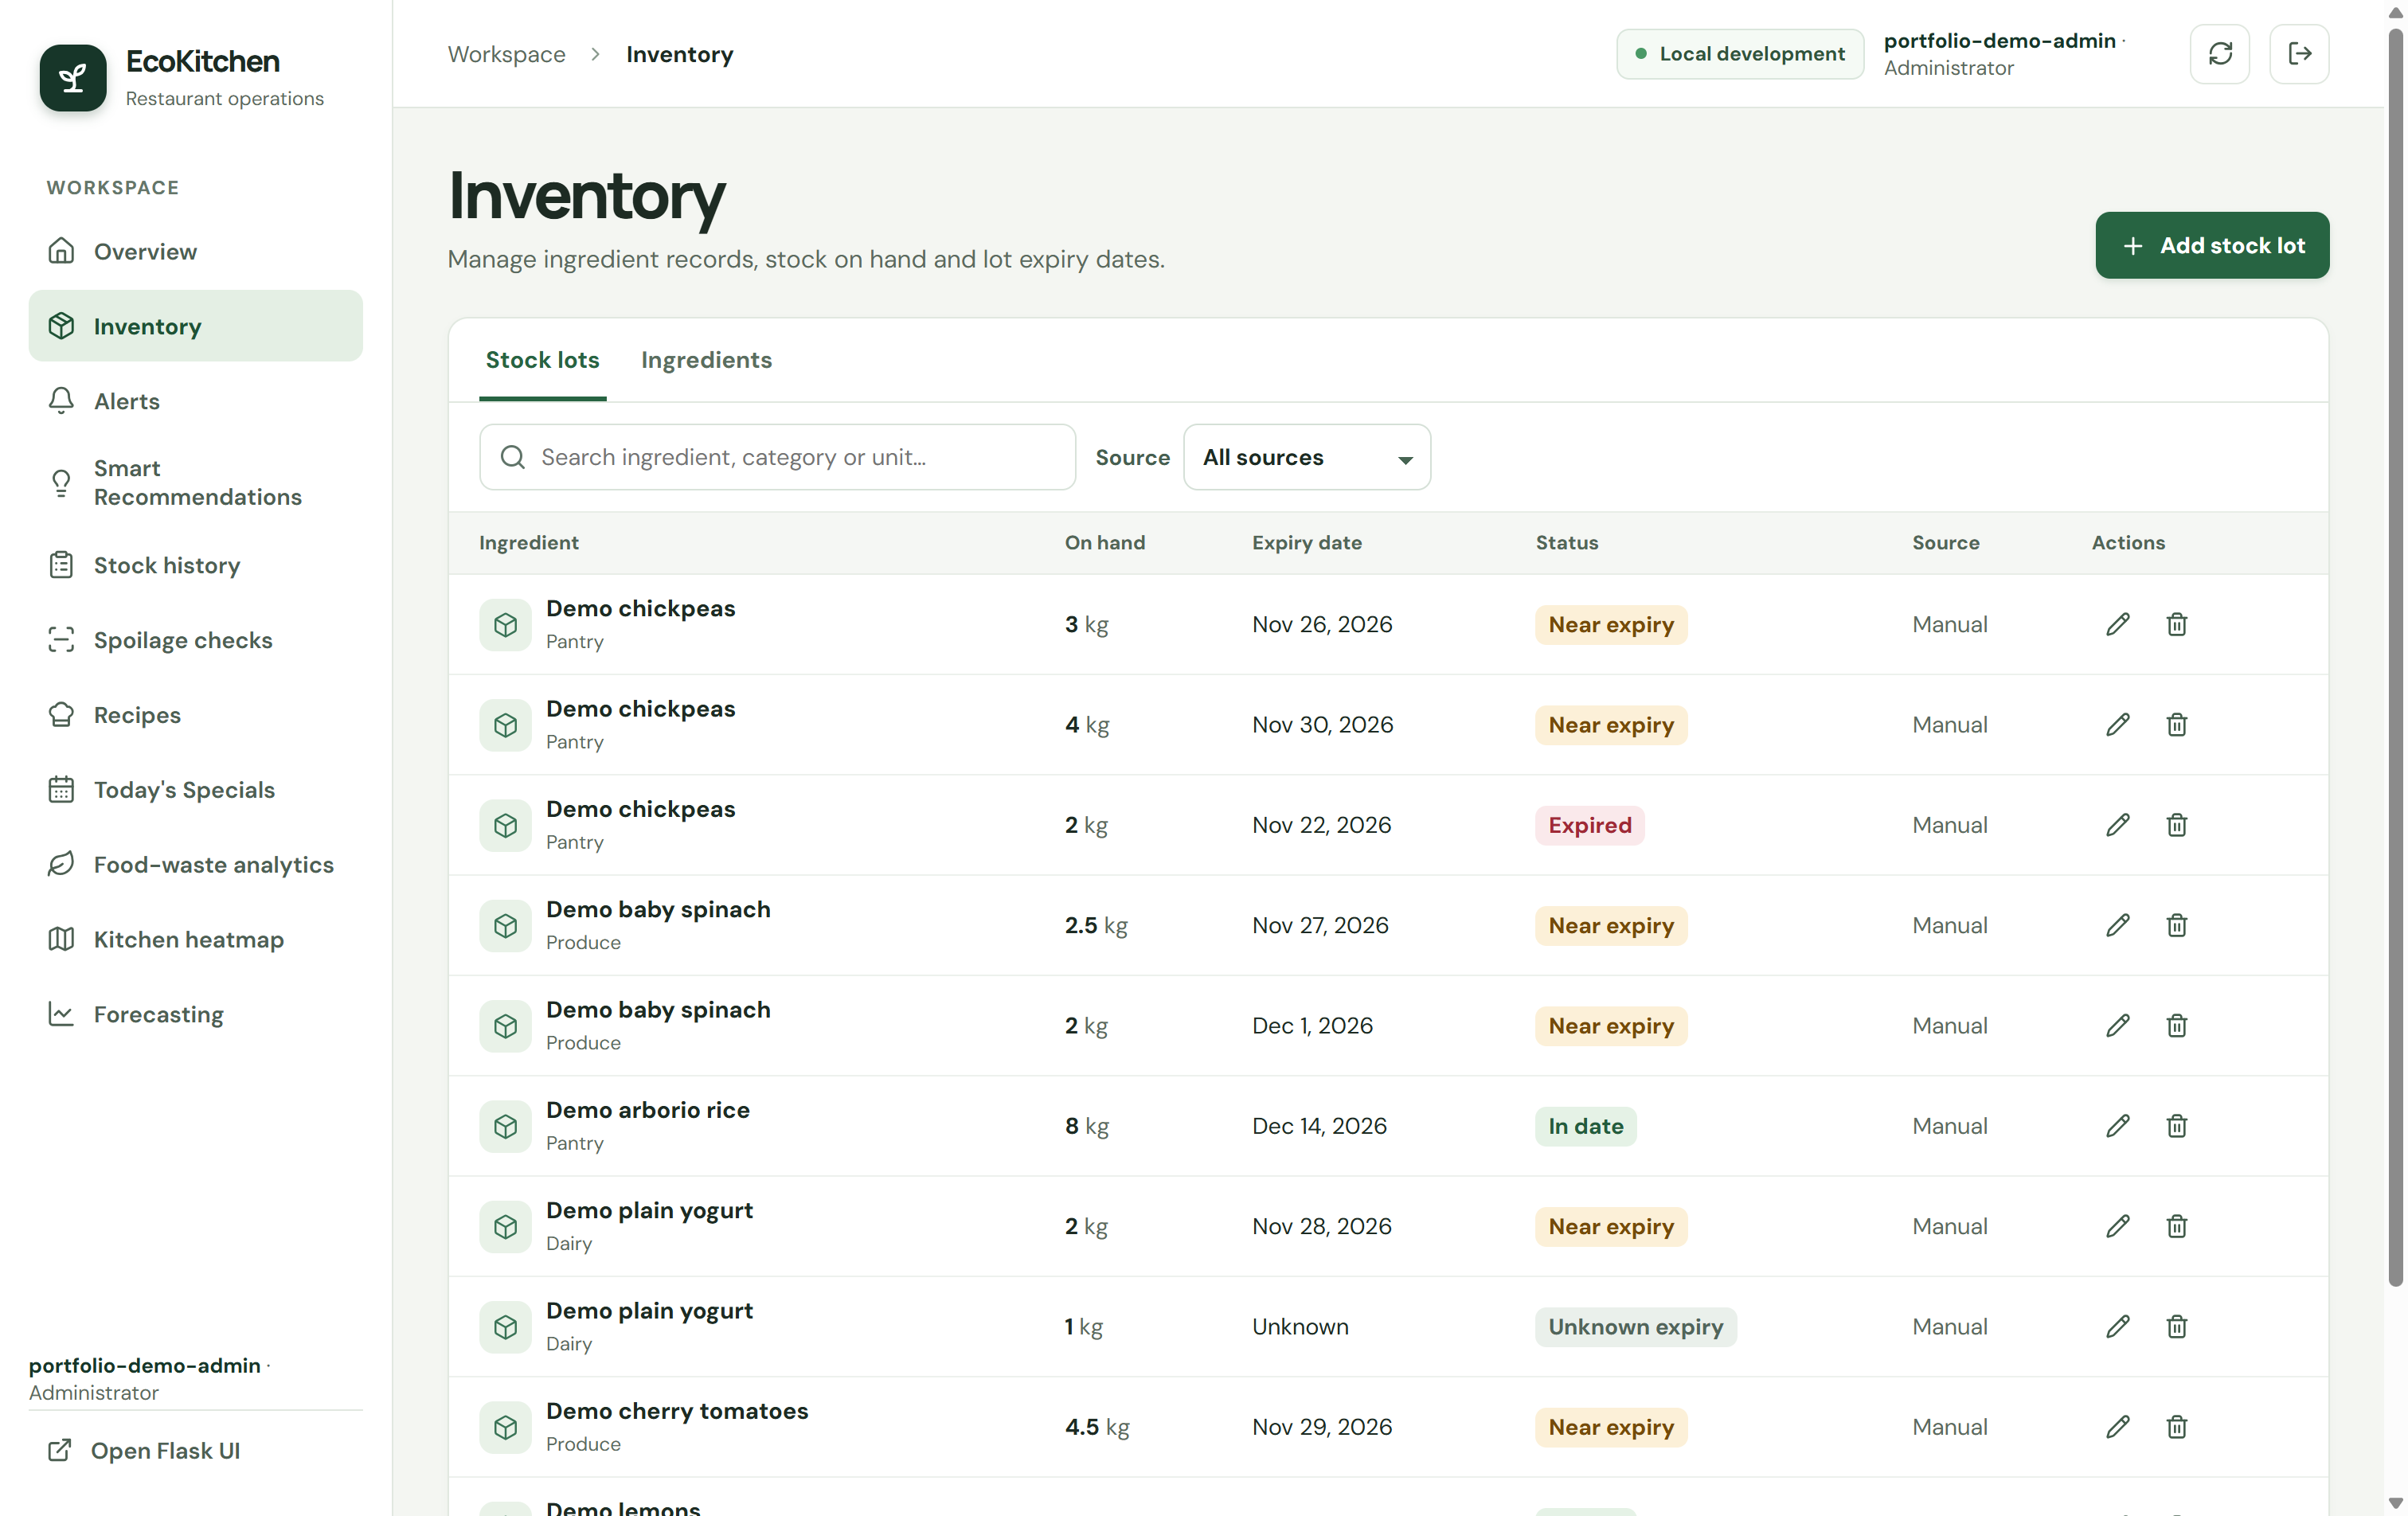 EcoKitchen
Restaurant operations
WORKSPACE
Overview
Inventory
Alerts
Smart
Recommendations
Stock history
Spoilage checks
Recipes
Today's Specials
Food-waste analytics
Kitchen heatmap
Forecasting
portfolio-demo-admin ·
Administrator
Open Flask UI
Workspace > Inventory
Local development
portfolio-demo-admin ·
Administrator
Inventory
Manage ingredient records, stock on hand and lot expiry dates.
+ Add stock lot
Stock lots Ingredients
Search ingredient, category or unit...
Source All sources
Ingredient On hand Expiry date Status Source Actions
Demo chickpeas
Pantry
3 kg Nov 26, 2026 Near expiry Manual
Demo chickpeas
Pantry
4 kg Nov 30, 2026 Near expiry Manual
Demo chickpeas
Pantry
2 kg Nov 22, 2026 Expired Manual
Demo baby spinach
Produce
2.5 kg Nov 27, 2026 Near expiry Manual
Demo baby spinach
Produce
2 kg Dec 1, 2026 Near expiry Manual
Demo arborio rice
Pantry
8 kg Dec 14, 2026 In date Manual
Demo plain yogurt
Dairy
2 kg Nov 28, 2026 Near expiry Manual
Demo plain yogurt
Dairy
1 kg Unknown Unknown expiry Manual
Demo cherry tomatoes
Produce
4.5 kg Nov 29, 2026 Near expiry Manual
Demo lemons